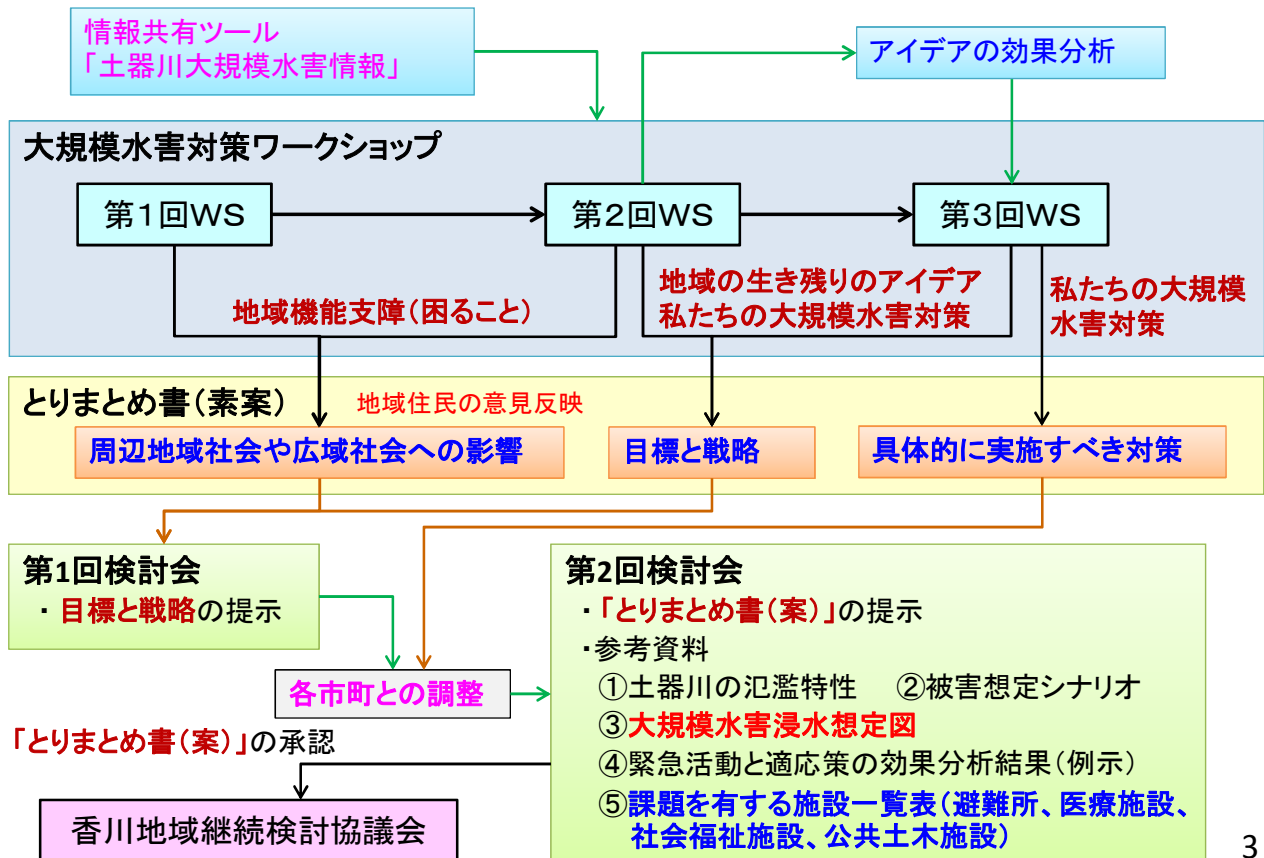 情報共有ツール
「土器川大規模水害情報」
アイデアの効果分析
大規模水害対策ワークショップ
第１回ＷＳ
第２回ＷＳ
第３回ＷＳ
地域機能支障（困ること）
地域の生き残りのアイデア
私たちの大規模水害対策
私たちの大規模
水害対策
とりまとめ書（素案）
地域住民の意見反映
周辺地域社会や広域社会への影響
目標と戦略
具体的に実施すべき対策
第1回検討会
・目標と戦略の提示
各市町との調整
「とりまとめ書（案）」の承認
香川地域継続検討協議会
第2回検討会
・「とりまとめ書（案）」の提示
・参考資料
①土器川の氾濫特性　②被害想定シナリオ
③大規模水害浸水想定図
④緊急活動と適応策の効果分析結果（例示）
⑤課題を有する施設一覧表（避難所、医療施設、
社会福祉施設、公共土木施設）
3